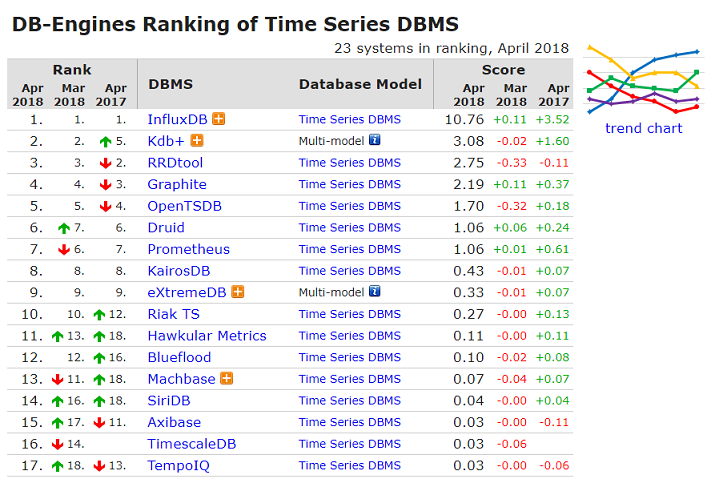 DB-Engines Ranking of Time Series DBMS
23 systems in ranking, April 2018
Rank DBMS Database Model Score
Apr 2018 Mar 2018 Apr 2017 Apr 2018 Mar 2018 Apr 2017
1. 1. 1. InfluxDB Time Series DBMS 10.76 +0.11 +3.52
2. 2. 5. Kdb+ Multi-model i 3.08 -0.02 +1.60
3. 3. 2. RRDtool Time Series DBMS 2.75 -0.33 -0.11
4. 4. 3. Graphite Time Series DBMS 2.19 +0.11 +0.37
5. 5. 4. OpenTSDB Time Series DBMS 1.70 -0.32 +0.18
6. 7. 6. Druid Time Series DBMS 1.06 +0.06 +0.24
7. 6. 7. Prometheus Time Series DBMS 1.06 +0.01 +0.61
8. 8. 8. KairosDB Time Series DBMS 0.43 -0.01 +0.07
9. 9. 9. eXtremeDB Multi-model i 0.33 -0.01 +0.07
10. 10. 12. Riak TS Time Series DBMS 0.27 -0.00 +0.13
11. 13. 18. Hawkular Metrics Time Series DBMS 0.11 -0.00 +0.11
12. 12. 16. Blueflood Time Series DBMS 0.10 -0.02 +0.08
13. 11. 18. Machbase Time Series DBMS 0.07 -0.04 +0.07
14. 16. 18. SiriDB Time Series DBMS 0.04 -0.00 +0.04
15. 17. 11. Axibase Time Series DBMS 0.03 -0.00 -0.11
16. 14. TimescaleDB Time Series DBMS 0.03 -0.06
17. 18. 13. TempoIQ Time Series DBMS 0.03 -0.00 -0.06
trend chart